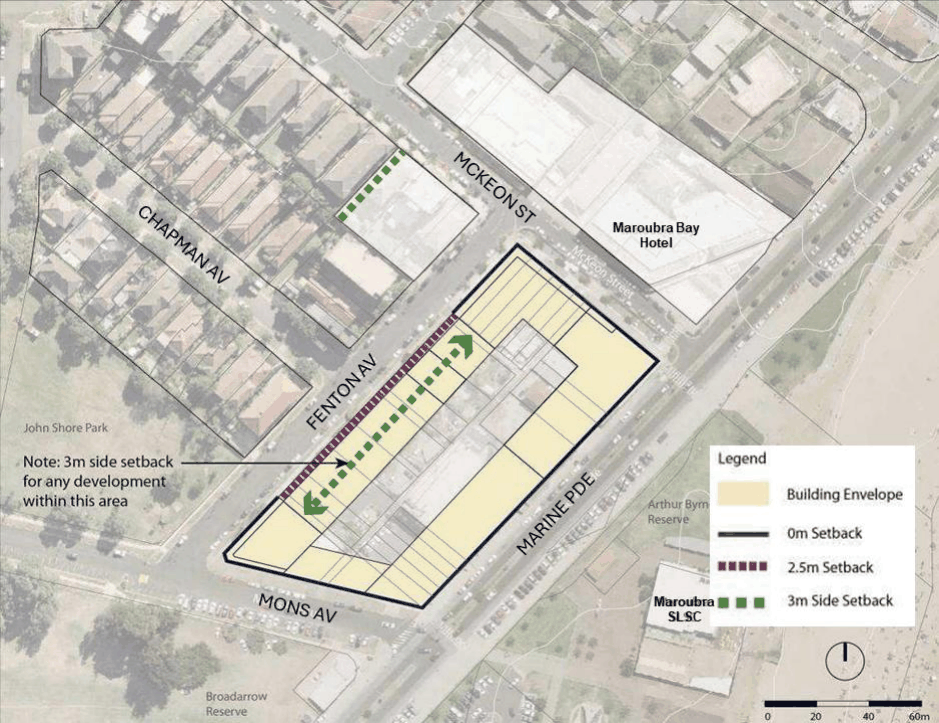 MCKEON ST
Maroubra Bay
Hotel
McKeon Street
CHAPMAN AV
FENTON AV
John Shore Park
Note: 3m side setback
for any development
within this area
MARINE PDE
MONS AV
Arthur Byrn
Reserve
Maroubra
SLSC
Broadarrow
Reserve
Legend
Building Envelope
0m Setback
2.5m Setback
3m Side Setback
0 20 40 60m